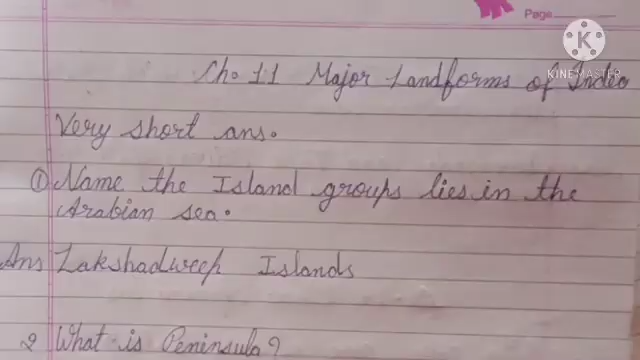 Page
KINEMASTER
Ch. 11 Major Landforms of India
Very short ans.
① Name the Island groups lies in the
Arabian sea.
Ans Lakshadweep Islands
2 What is Peninsula?